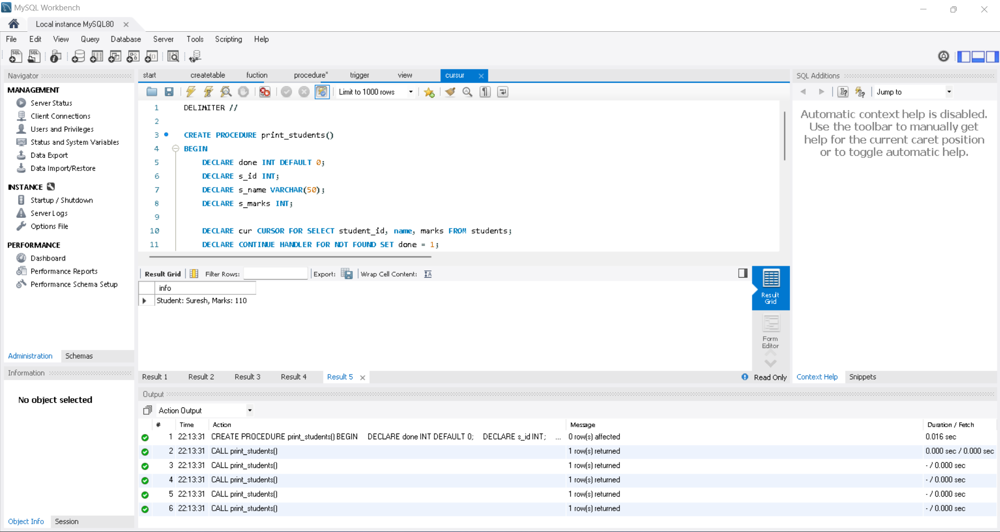 MySQL Workbench
Local instance MySQL80
File Edit View Query Database Server Tools Scripting Help
Navigator
MANAGEMENT
Server Status
Client Connections
Users and Privileges
Status and System Variables
Data Export
Data Import/Restore
INSTANCE
Startup / Shutdown
Server Logs
Options File
PERFORMANCE
Dashboard
Performance Reports
Performance Schema Setup
Administration Schemas
Information
No object selected
Object Info Session
start createtable fuction procedure* trigger view cursur
Limit to 1000 rows
1 DELIMITER //
2
3 CREATE PROCEDURE print_students()
4 BEGIN
5 DECLARE done INT DEFAULT 0;
6 DECLARE s_id INT;
7 DECLARE s_name VARCHAR(50);
8 DECLARE s_marks INT;
9
10 DECLARE cur CURSOR FOR SELECT student_id, name, marks FROM students;
11 DECLARE CONTINUE HANDLER FOR NOT FOUND SET done = 1;
Result Grid Filter Rows: Export: Wrap Cell Content:
info
Student: Suresh, Marks: 110
Result Grid
Form Editor
Result 1 Result 2 Result 3 Result 4 Result 5 Read Only
SQL Additions
Jump to
Automatic context help is disabled.
Use the toolbar to manually get
help for the current caret position
or to toggle automatic help.
Context Help Snippets
Output
Action Output
# Time Action Message Duration / Fetch
1 22:13:31 CREATE PROCEDURE print_students() BEGIN DECLARE done INT DEFAULT 0; DECLARE s_id INT; ... 0 row(s) affected 0.016 sec
2 22:13:31 CALL print_students() 1 row(s) returned 0.000 sec / 0.000 sec
3 22:13:31 CALL print_students() 1 row(s) returned - / 0.000 sec
4 22:13:31 CALL print_students() 1 row(s) returned - / 0.000 sec
5 22:13:31 CALL print_students() 1 row(s) returned - / 0.000 sec
6 22:13:31 CALL print_students() 1 row(s) returned - / 0.000 sec